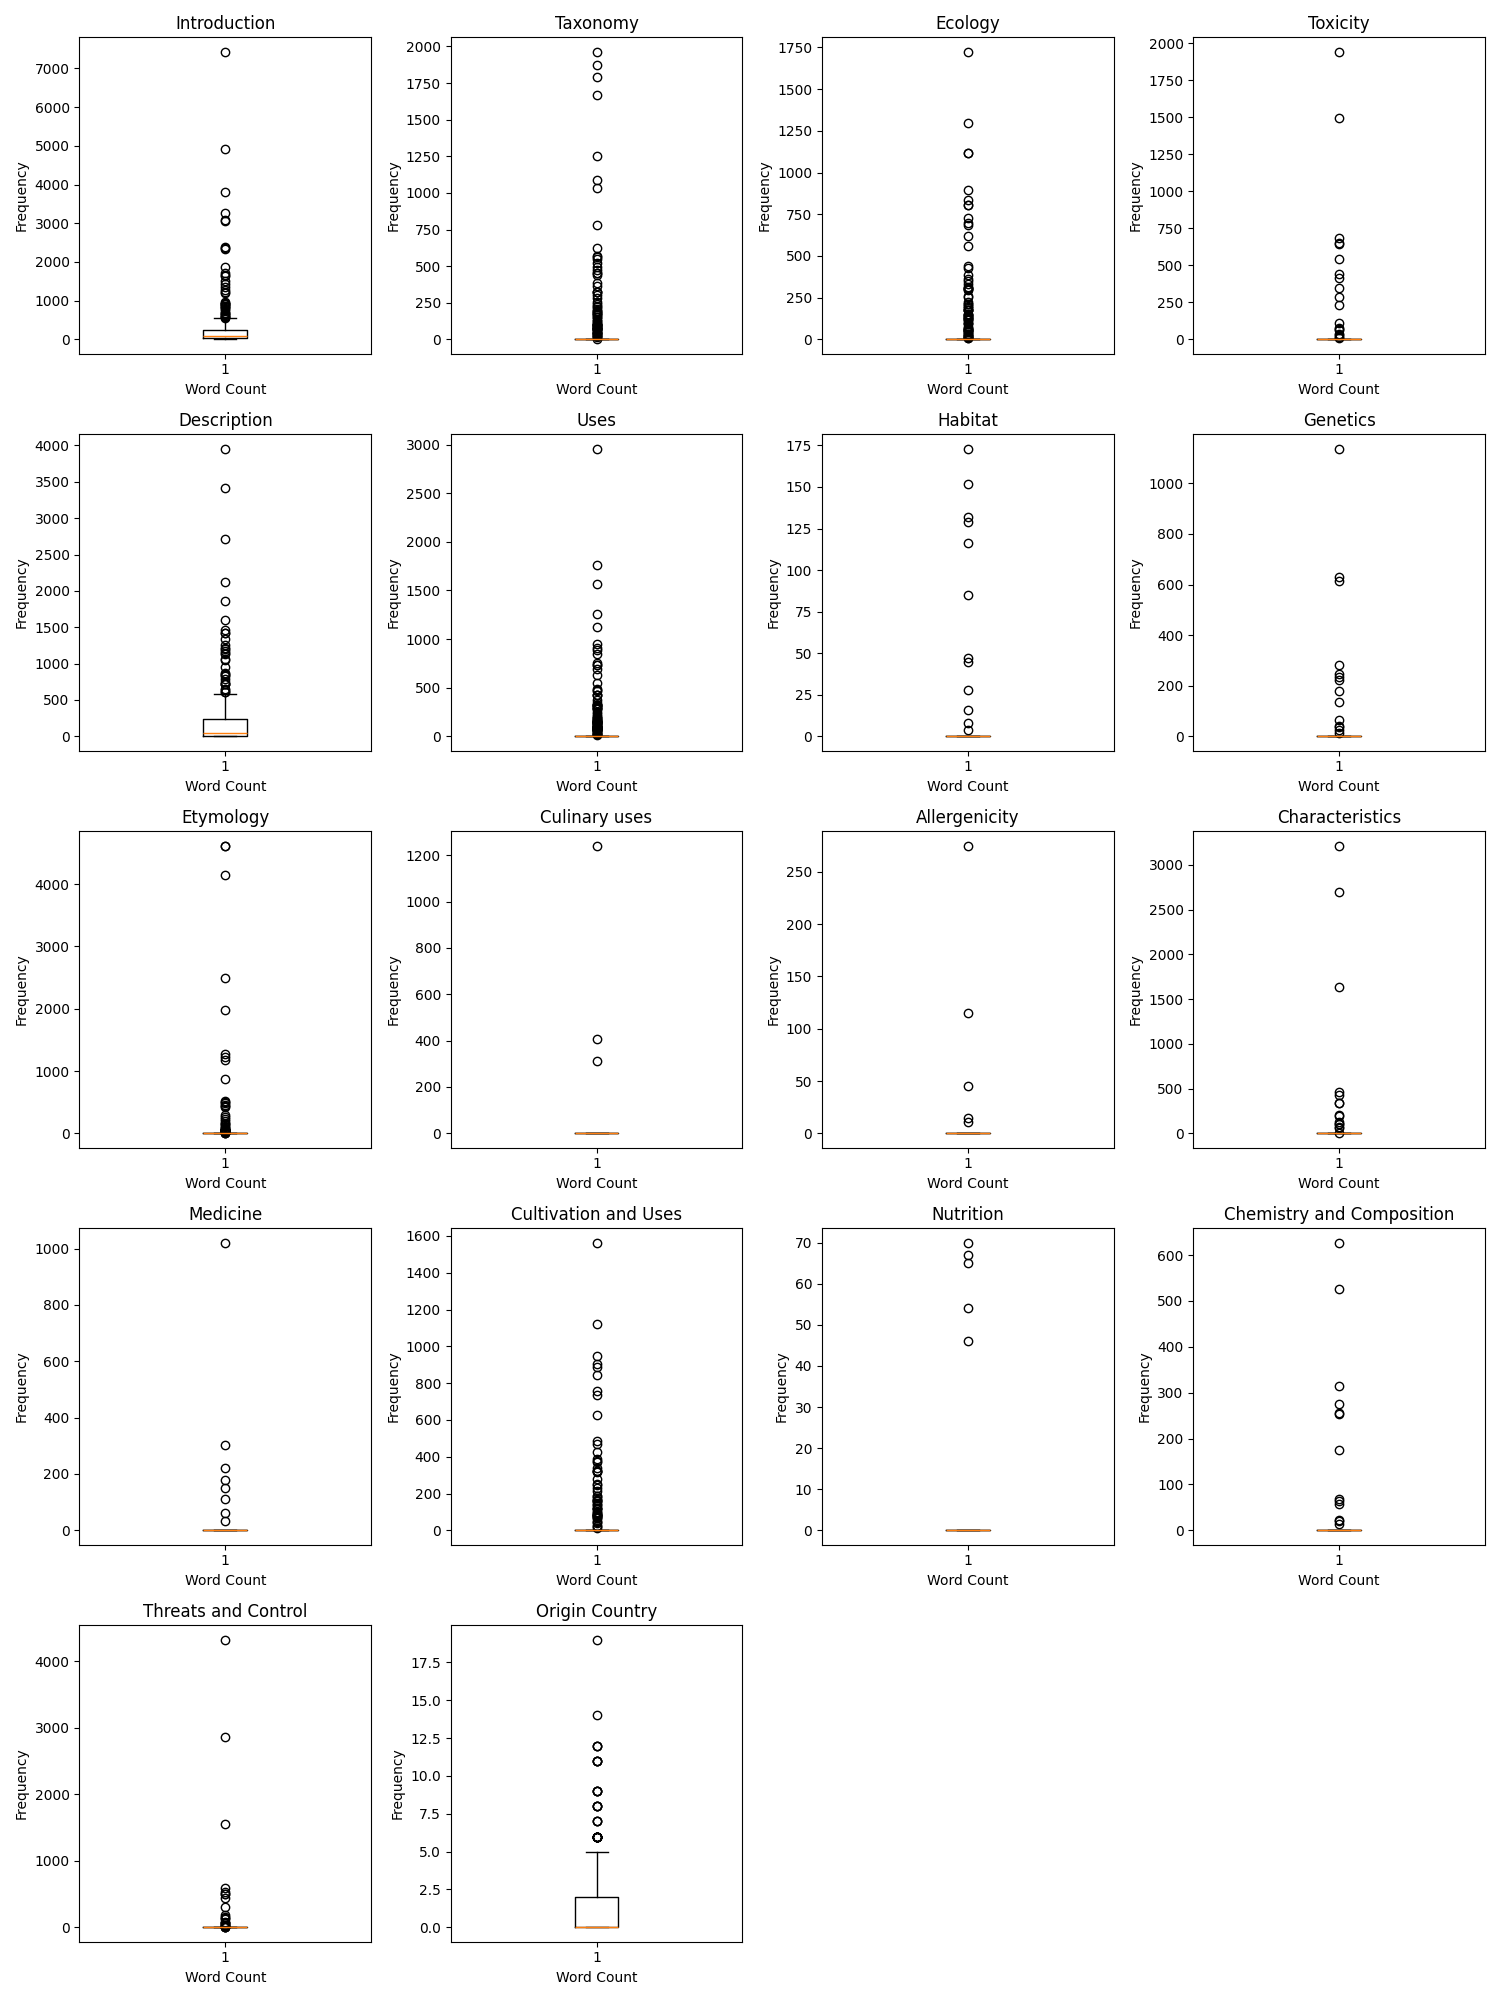 Introduction
7000
6000
5000
4000
3000
2000
1000
0
Frequency
1
Word Count
Taxonomy
2000
1750
1500
1250
1000
750
500
250
0
Frequency
1
Word Count
Ecology
1750
1500
1250
1000
750
500
250
0
Frequency
1
Word Count
Toxicity
2000
1750
1500
1250
1000
750
500
250
0
Frequency
1
Word Count
Description
4000
3500
3000
2500
2000
1500
1000
500
0
Frequency
1
Word Count
Uses
3000
2500
2000
1500
1000
500
0
Frequency
1
Word Count
Habitat
175
150
125
100
75
50
25
0
Frequency
1
Word Count
Genetics
1000
800
600
400
200
0
Frequency
1
Word Count
Etymology
4000
3000
2000
1000
0
Frequency
1
Word Count
Culinary uses
1200
1000
800
600
400
200
0
Frequency
1
Word Count
Allergenicity
250
200
150
100
50
0
Frequency
1
Word Count
Characteristics
3000
2500
2000
1500
1000
500
0
Frequency
1
Word Count
Medicine
1000
800
600
400
200
0
Frequency
1
Word Count
Cultivation and Uses
1600
1400
1200
1000
800
600
400
200
0
Frequency
1
Word Count
Nutrition
70
60
50
40
30
20
10
0
Frequency
1
Word Count
Chemistry and Composition
600
500
400
300
200
100
0
Frequency
1
Word Count
Threats and Control
4000
3000
2000
1000
0
Frequency
1
Word Count
Origin Country
17.5
15.0
12.5
10.0
7.5
5.0
2.5
0.0
Frequency
1
Word Count